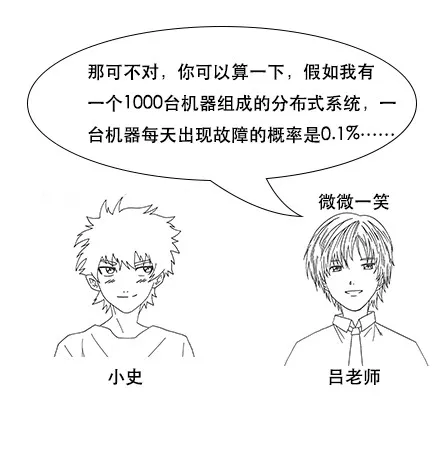 那可不对，你可以算一下，假如我有
一个1000台机器组成的分布式系统，一
台机器每天出现故障的概率是0.1%……
微微一笑
小史
吕老师